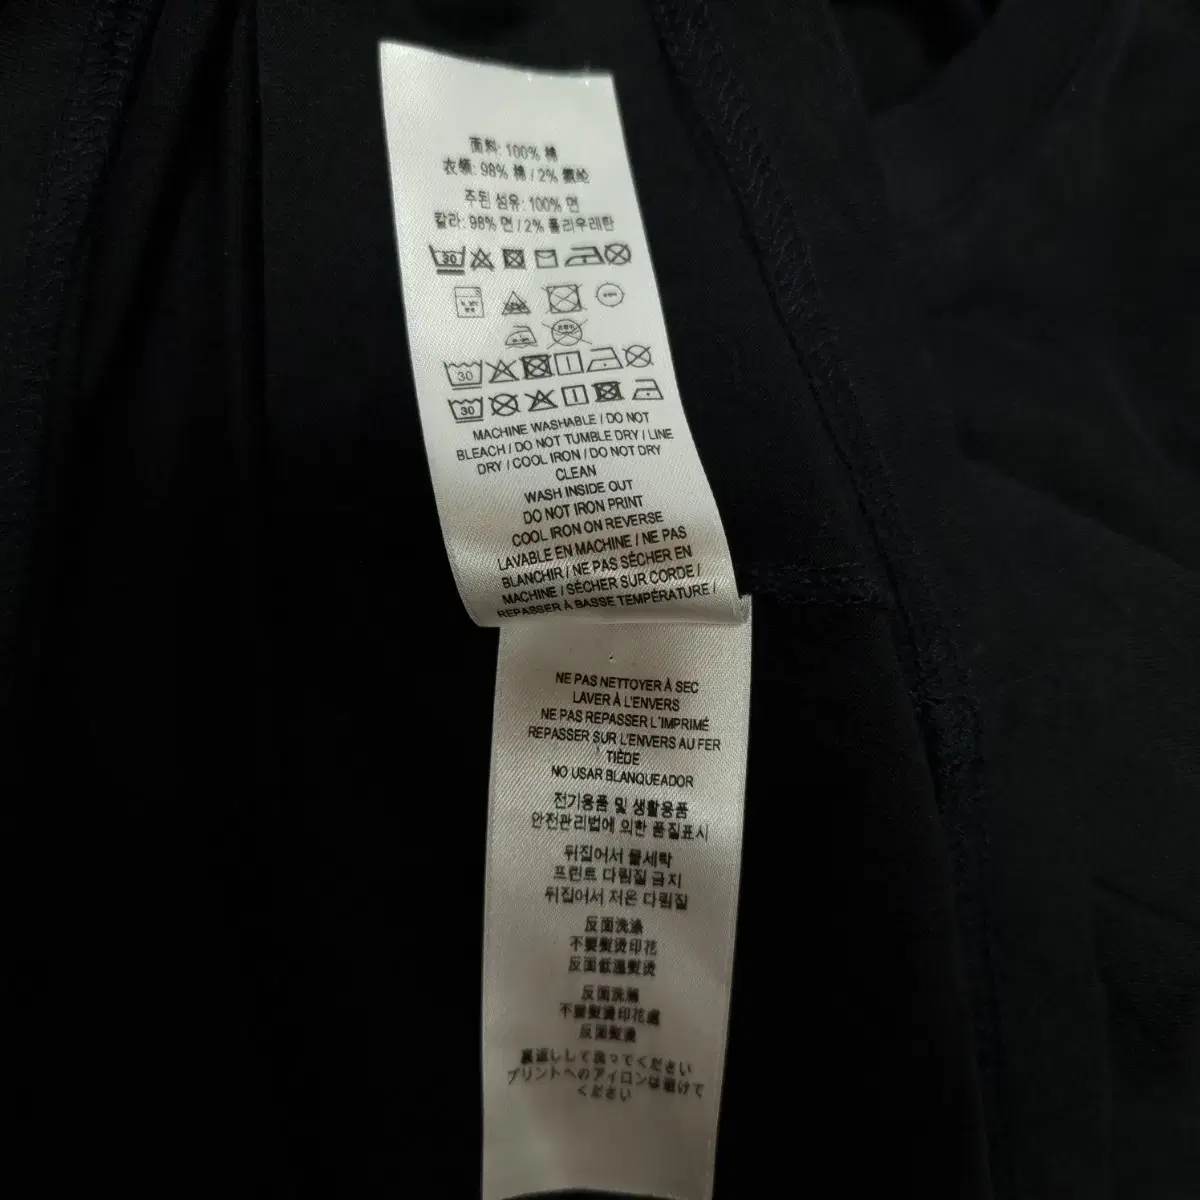 面料: 100% 棉
衣領: 98% 棉 / 2% 氨纶
주된 섬유: 100% 면
칼라: 98% 면 / 2% 폴리우레탄
30
30
30
MACHINE WASHABLE / DO NOT
BLEACH / DO NOT TUMBLE DRY / LINE
DRY / COOL IRON / DO NOT DRY
CLEAN
WASH INSIDE OUT
DO NOT IRON PRINT
COOL IRON ON REVERSE
LAVABLE EN MACHINE / NE PAS
BLANCHIR / NE PAS SÉCHER EN
MACHINE / SÉCHER SUR CORDE /
REPASSER À BASSE TEMPÉRATURE /
NE PAS NETTOYER À SEC
LAVER À L'ENVERS
NE PAS REPASSER L'IMPRIMÉ
REPASSER SUR L'ENVERS AU FER
TIÈDE
NO USAR BLANQUEADOR
전기용품 및 생활용품
안전관리법에 의한 품질표시
뒤집어서 물세탁
프린트 다림질 금지
뒤집어서 저온 다림질
反面洗涤
不要熨烫印花
反面低温熨烫
反面洗滌
不要熨燙印花處
反面熨燙
裏返しして洗ってください
プリントへのアイロンは避けて
ください